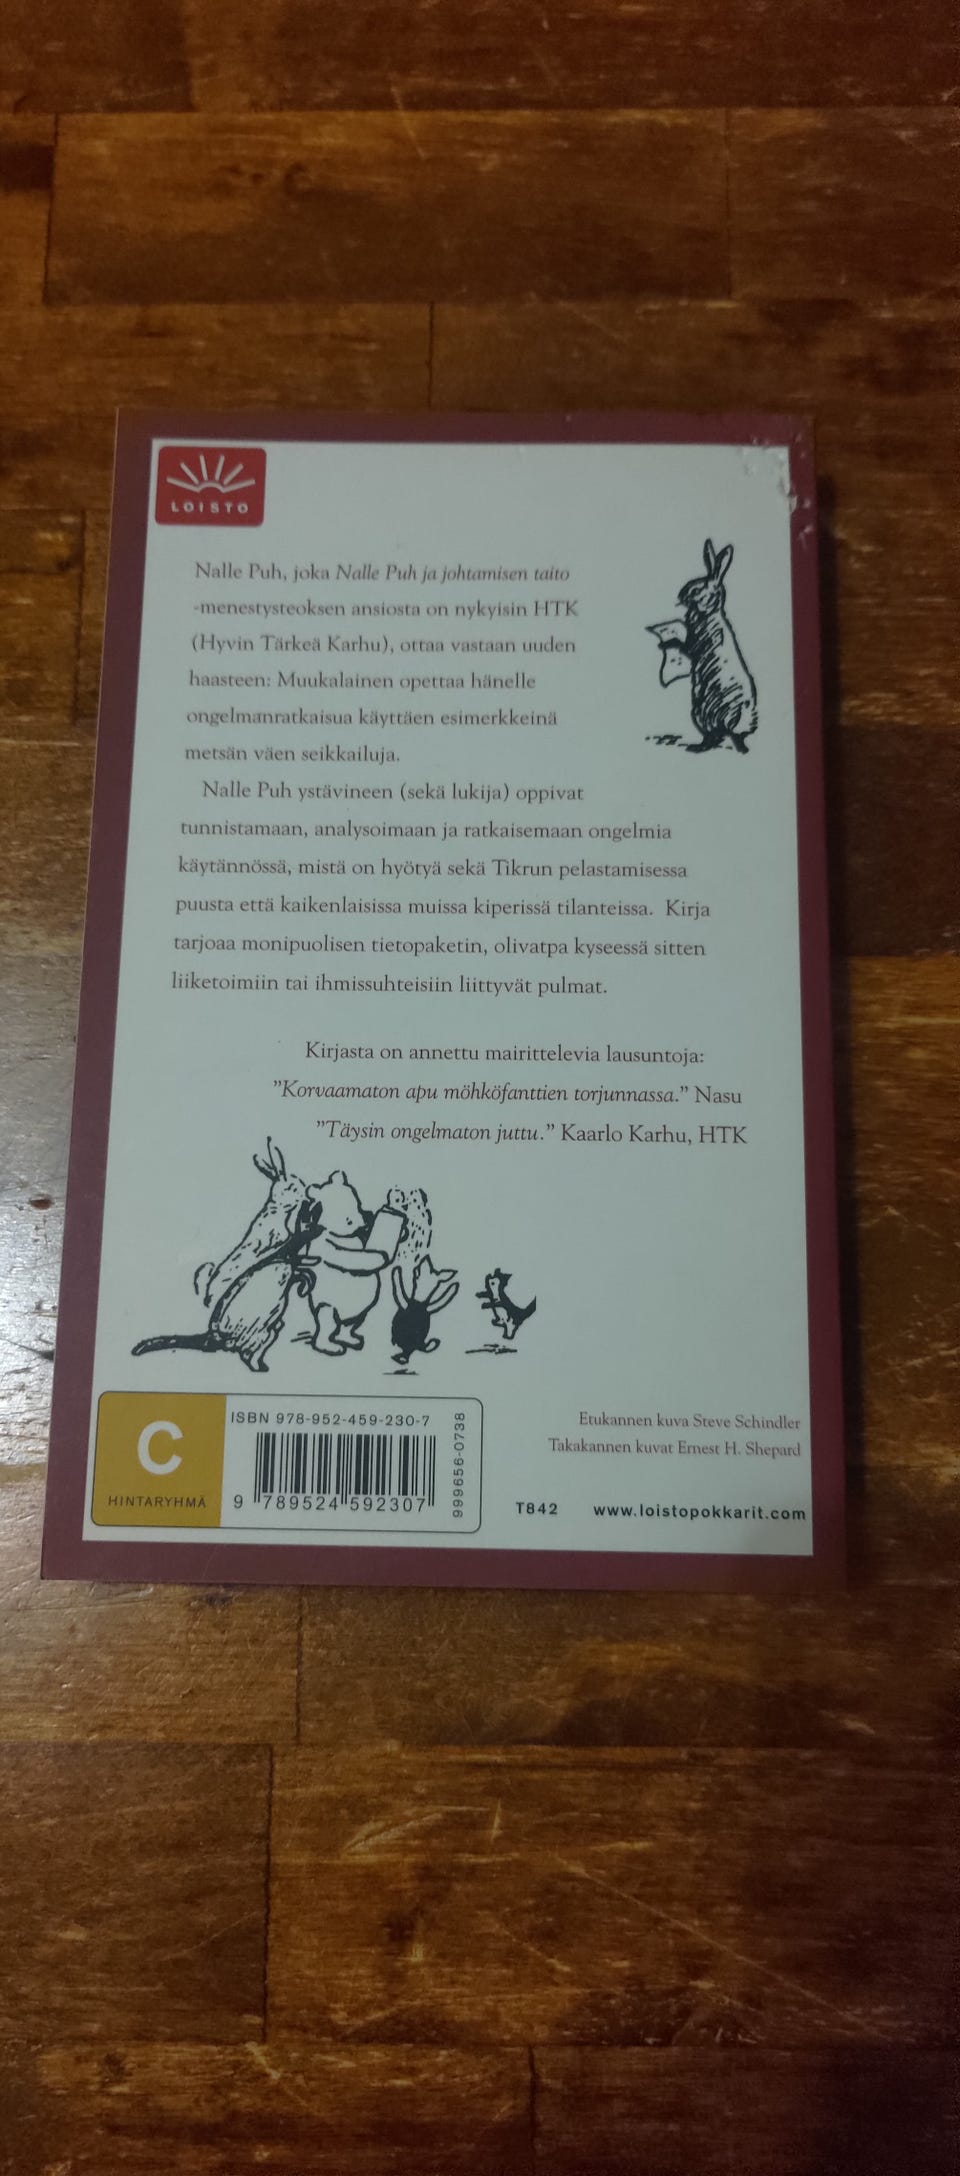 LOISTO
Nalle Puh, joka Nalle Puh ja johtamisen taito
-menestysteoksen ansiosta on nykyisin HTK
(Hyvin Tärkeä Karhu), ottaa vastaan uuden
haasteen: Muukalainen opettaa hänelle
ongelmanratkaisua käyttäen esimerkkeinä
metsän väen seikkailuja.
Nalle Puh ystävineen (sekä lukija) oppivat
tunnistamaan, analysoimaan ja ratkaisemaan ongelmia
käytännössä, mistä on hyötyä sekä Tikrun pelastamisessa
puusta että kaikenlaisissa muissa kiperissä tilanteissa. Kirja
tarjoaa monipuolisen tietopaketin, olivatpa kyseessä sitten
liiketoimiin tai ihmissuhteisiin liittyvät pulmat.
Kirjasta on annettu mairittelevia lausuntoja:
”Korvaamaton apu möhköfanttien torjunnassa.” Nasu
”Täysin ongelmaton juttu.” Kaarlo Karhu, HTK
C
HINTARYHMÄ
ISBN 978-952-459-230-7
9 789524 592307
999656-0738
Etukannen kuva Steve Schindler
Takakannen kuvat Ernest H. Shepard
T842 www.loistopokkarit.com